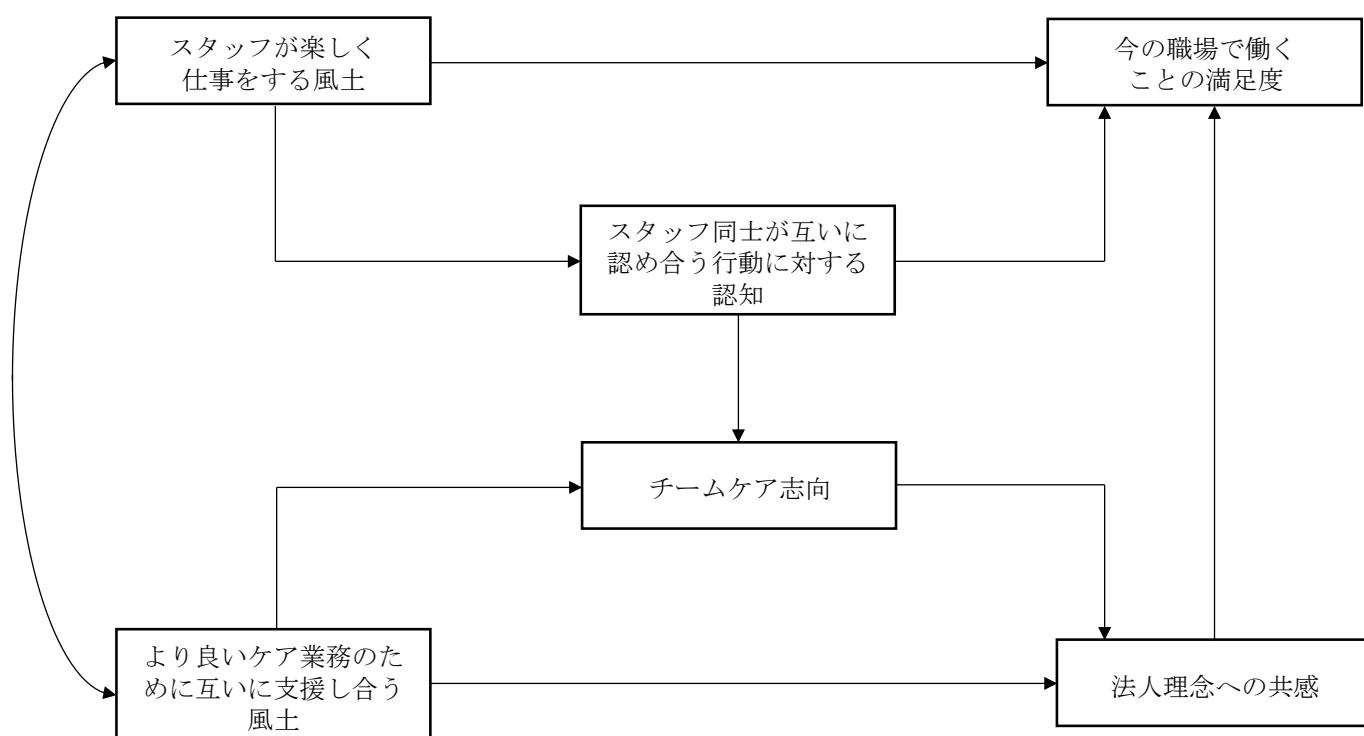 スタッフが楽しく
仕事をする風土
今の職場で働く
ことの満足度
スタッフ同士が互いに
認め合う行動に対する
認知
チームケア志向
より良いケア業務のた
めに互いに支援し合う
風土
法人理念への共感